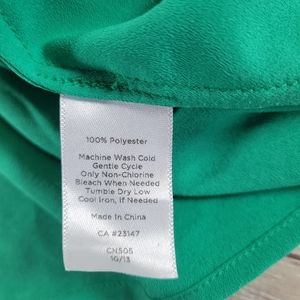 100% Polyester
Machine Wash Cold
Gentle Cycle
Only Non-Chlorine
Bleach When Needed
Tumble Dry Low
Cool Iron, If Needed
Made In China
CA #23147
CN505
10/13